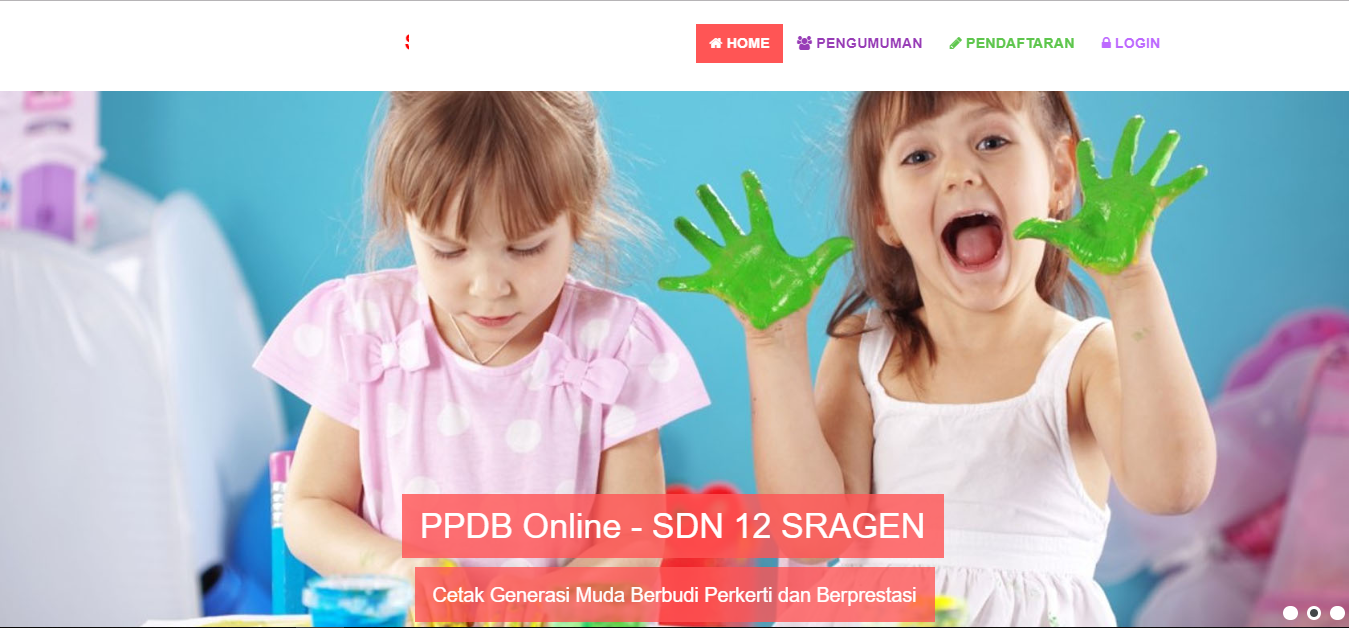 S
HOME
PENGUMUMAN
PENDAFTARAN
LOGIN
PPDB Online - SDN 12 SRAGEN
Cetak Generasi Muda Berbudi Perkerti dan Berprestasi